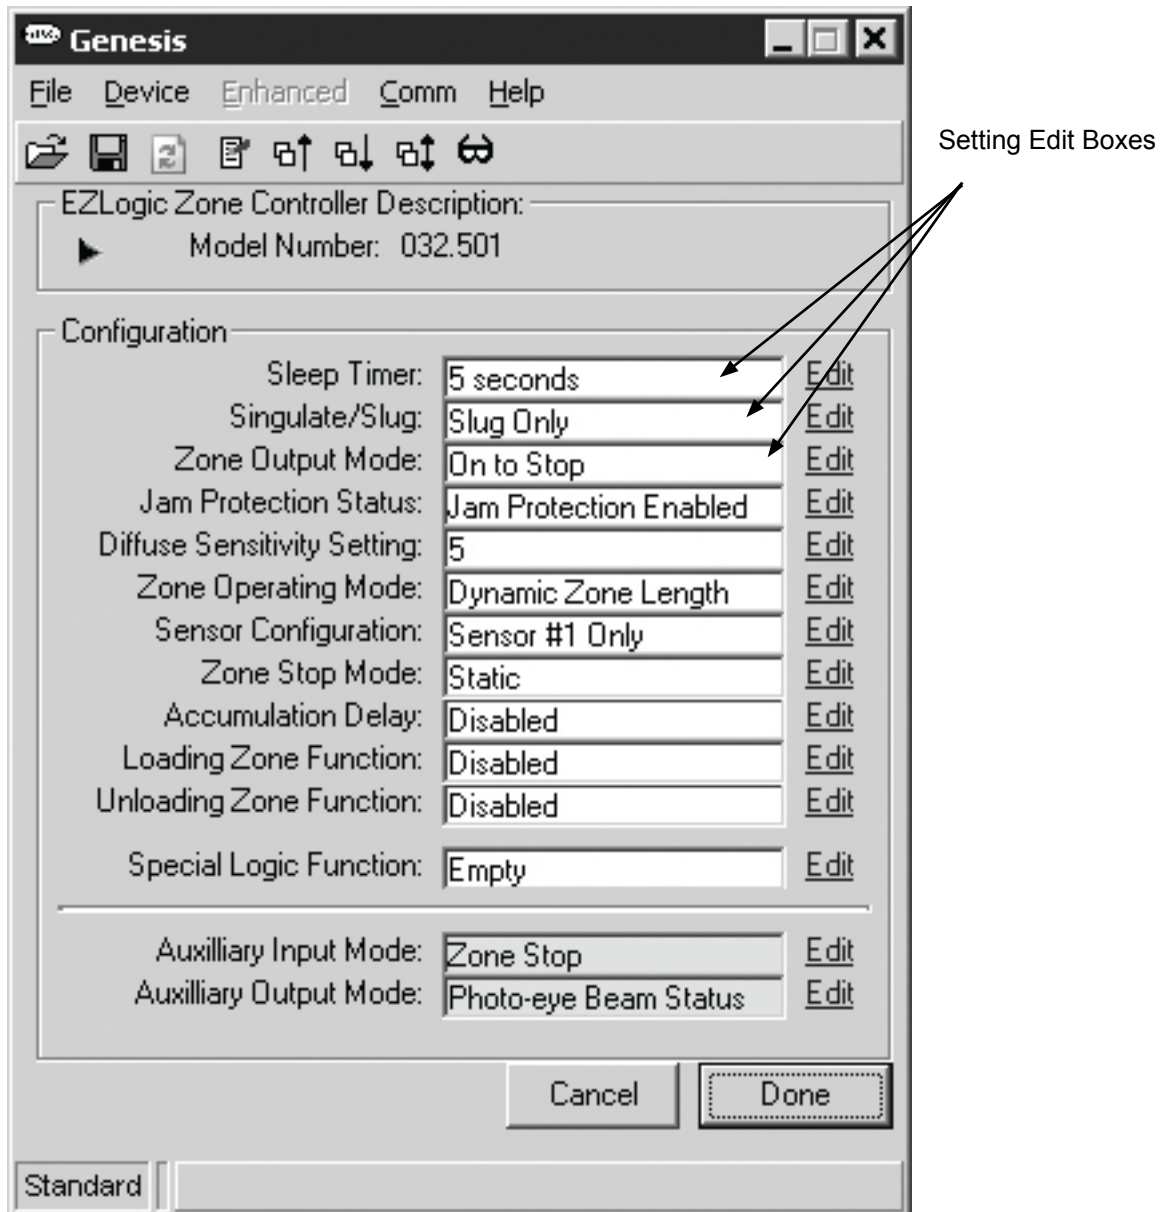 Genesis
File Device Enhanced Comm Help
Setting Edit Boxes
EZLogic Zone Controller Description:
Model Number: 032.501
Configuration
Sleep Timer: 5 seconds Edit
Singulate/Slug: Slug Only Edit
Zone Output Mode: On to Stop Edit
Jam Protection Status: Jam Protection Enabled Edit
Diffuse Sensitivity Setting: 5 Edit
Zone Operating Mode: Dynamic Zone Length Edit
Sensor Configuration: Sensor #1 Only Edit
Zone Stop Mode: Static Edit
Accumulation Delay: Disabled Edit
Loading Zone Function: Disabled Edit
Unloading Zone Function: Disabled Edit
Special Logic Function: Empty Edit
Auxilliary Input Mode: Zone Stop Edit
Auxilliary Output Mode: Photo-eye Beam Status Edit
Cancel Done
Standard